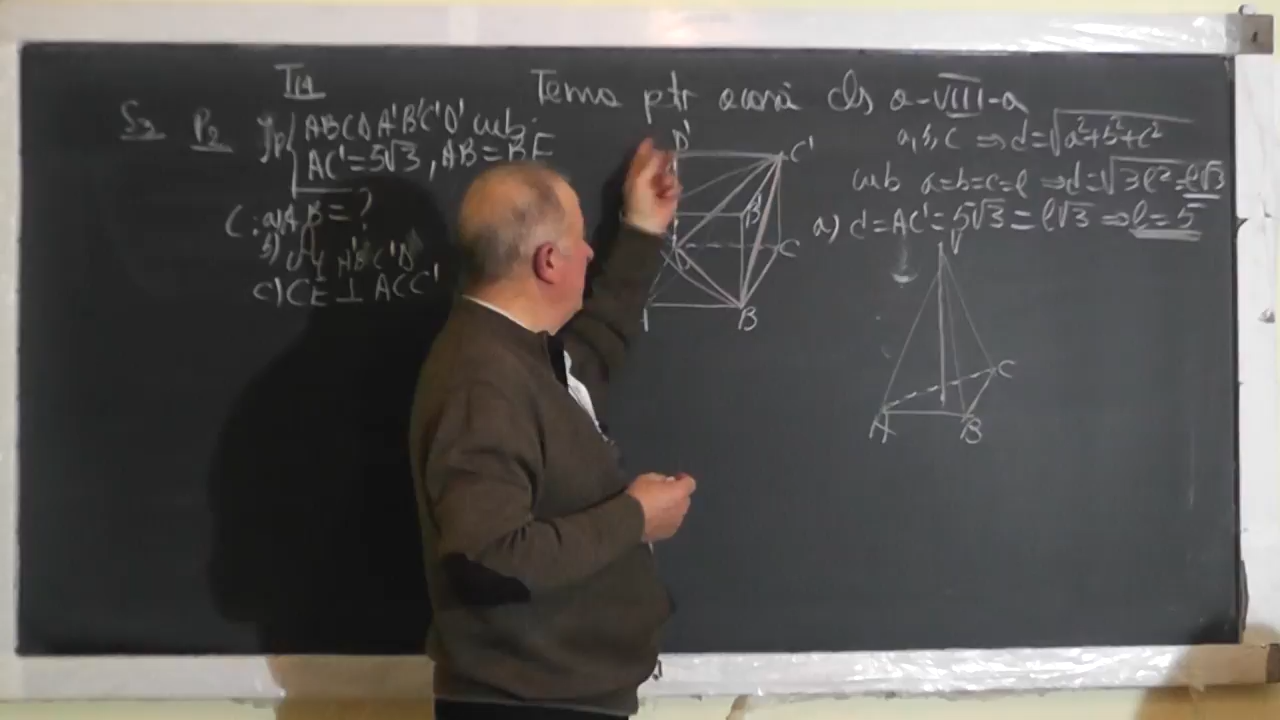 T14
Tema ptr acasă cls a-VIII-a
S2 P2 Ip ABCDA'B'C'D' cub
AC'=5√3, AB=BE
C: a) AB=?
b)
c) CE ⊥ ACC'
D' C'
B'
C
B
a,b,c ⇒ d=√a²+b²+c²
cub a=b=c=l ⇒ d=√3l²=l√3
a) d=AC'=5√3=l√3 ⇒ l=5
V
C
A B